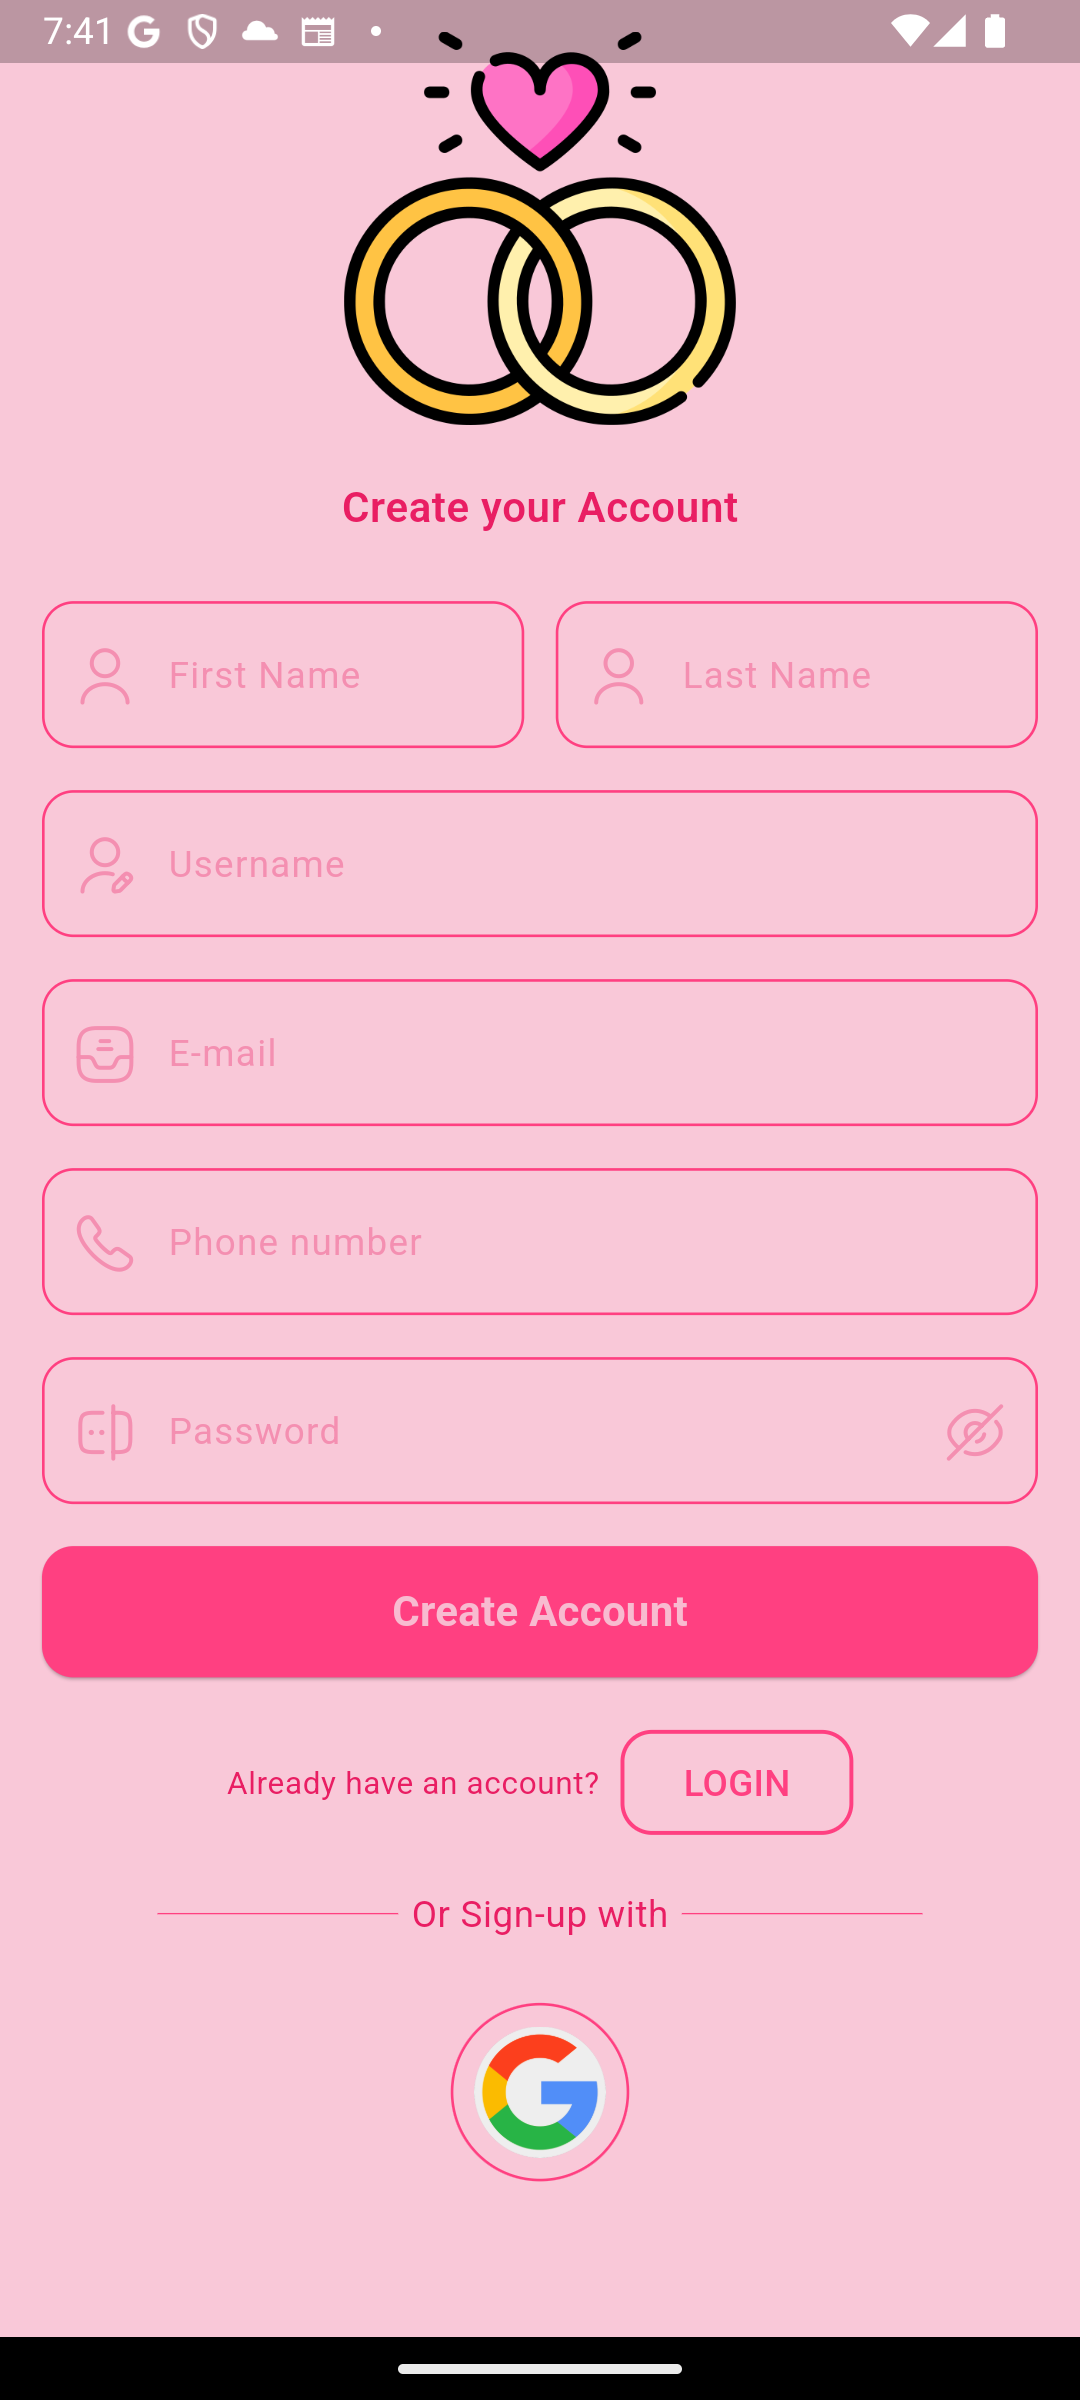 7:41
Create your Account
First Name
Last Name
Username
E-mail
Phone number
Password
Create Account
Already have an account? LOGIN
Or Sign-up with